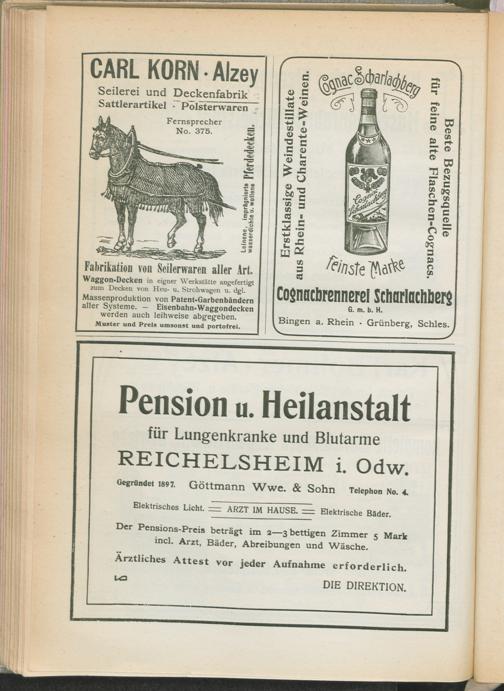 CARL KORN · Alzey
Seilerei und Deckenfabrik
Sattlerartikel · Polsterwaren
Fernsprecher
No. 375.
Leinene, imprägnierte
wasserdichte u. wollene Pferdedecken.
Fabrikation von Seilerwaren aller Art.
Waggon-Decken in eigner Werkstätte angefertigt
zum Decken von Heu- u. Strohwagen u. dgl.
Massenproduktion von Patent-Garbenbändern
aller Systeme. — Eisenbahn-Waggondecken
werden auch leihweise abgegeben.
Muster und Preis umsonst und portofrei.
Cognac Scharlachberg
Erstklassige Weindestillate
aus Rhein- und Charente-Weinen.
Beste Bezugsquelle
für feine alte Flaschen-Cognacs.
Feinste Marke
Cognacbrennerei Scharlachberg
G. m. b. H.
Bingen a. Rhein · Grünberg, Schles.
Pension u. Heilanstalt
für Lungenkranke und Blutarme
REICHELSHEIM i. Odw.
Gegründet 1897. Göttmann Wwe. & Sohn Telephon No. 4.
Elektrisches Licht. = ARZT IM HAUSE. = Elektrische Bäder.
Der Pensions-Preis beträgt im 2—3 bettigen Zimmer 5 Mark
incl. Arzt, Bäder, Abreibungen und Wäsche.
Ärztliches Attest vor jeder Aufnahme erforderlich.
DIE DIREKTION.